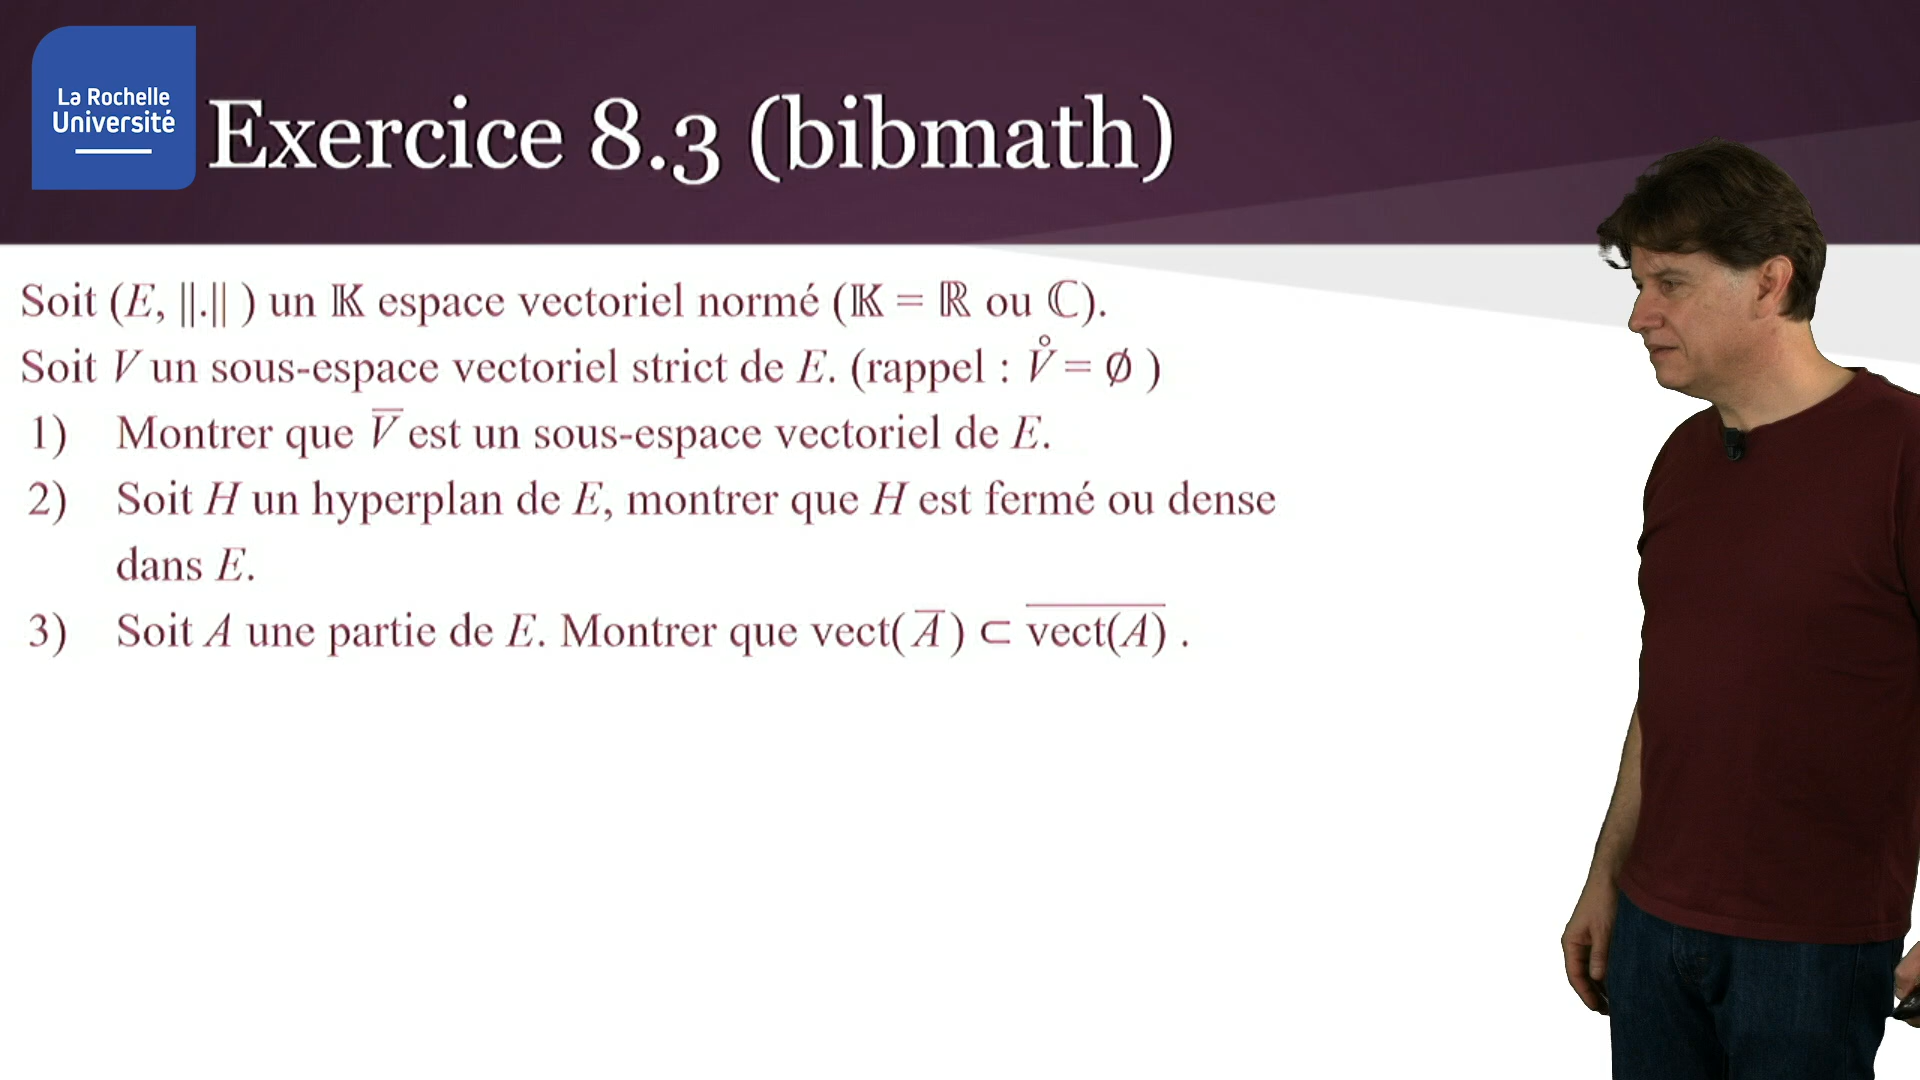 La Rochelle
Université
Exercice 8.3 (bibmath)
Soit (E, ||.|| ) un 𝕂 espace vectoriel normé (𝕂 = ℝ ou ℂ).
Soit V un sous-espace vectoriel strict de E. (rappel : V̊ = ∅ )
1) Montrer que V̅ est un sous-espace vectoriel de E.
2) Soit H un hyperplan de E, montrer que H est fermé ou dense
dans E.
3) Soit A une partie de E. Montrer que vect( A̅ ) ⊂ v̅e̅c̅t̅(̅A̅)̅ .